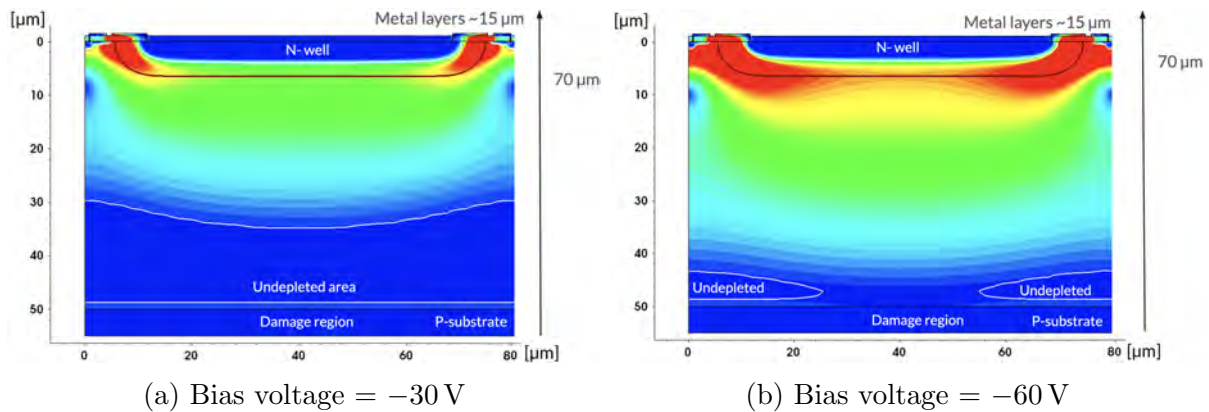 [μm]
Metal layers ~15 μm
0
N- well
70 μm
10
20
30
40
Undepleted area
50
Damage region
P-substrate
0
20
40
60
80
[μm]
(a) Bias voltage = −30 V
[μm]
Metal layers ~15 μm
0
N- well
70 μm
10
20
30
40
Undepleted
Undepleted
50
Damage region
P-substrate
0
20
40
60
80
[μm]
(b) Bias voltage = −60 V